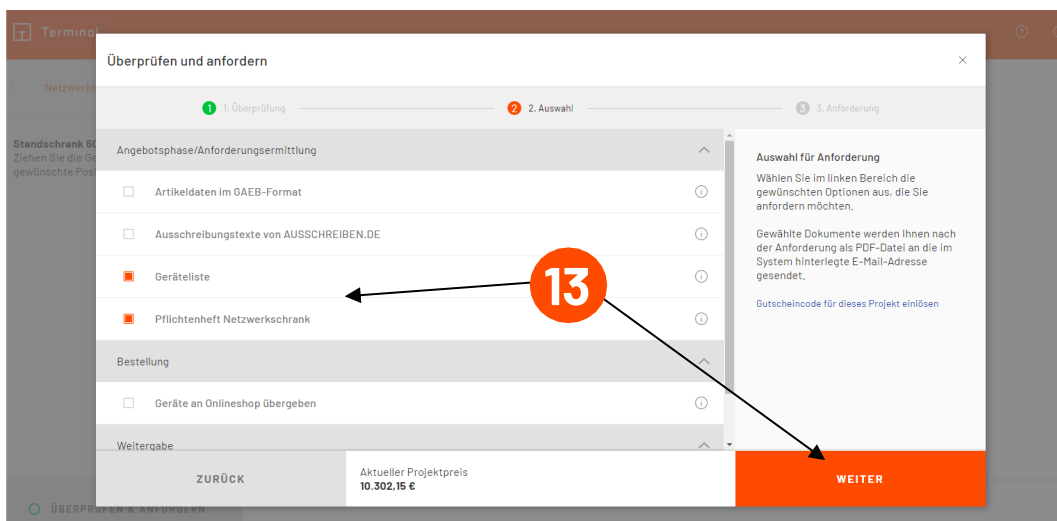 Termino
Überprüfen und anfordern
Netzwerks
1 1. Überprüfung
2 2. Auswahl
3 3. Anforderung
Standschrank 60
Ziehen Sie die Ge
gewünschte Posi
Angebotsphase/Anforderungsermittlung
Artikeldaten im GAEB-Format
Ausschreibungstexte von AUSSCHREIBEN.DE
Geräteliste
Pflichtenheft Netzwerkschrank
Bestellung
Geräte an Onlineshop übergeben
Weitergabe
13
Auswahl für Anforderung
Wählen Sie im linken Bereich die
gewünschten Optionen aus, die Sie
anfordern möchten.
Gewählte Dokumente werden Ihnen nach
der Anforderung als PDF-Datei an die im
System hinterlegte E-Mail-Adresse
gesendet.
Gutscheincode für dieses Projekt einlösen
ZURÜCK
Aktueller Projektpreis
10.302,15 €
WEITER
ÜBERPRÜFEN & ANFORDERN